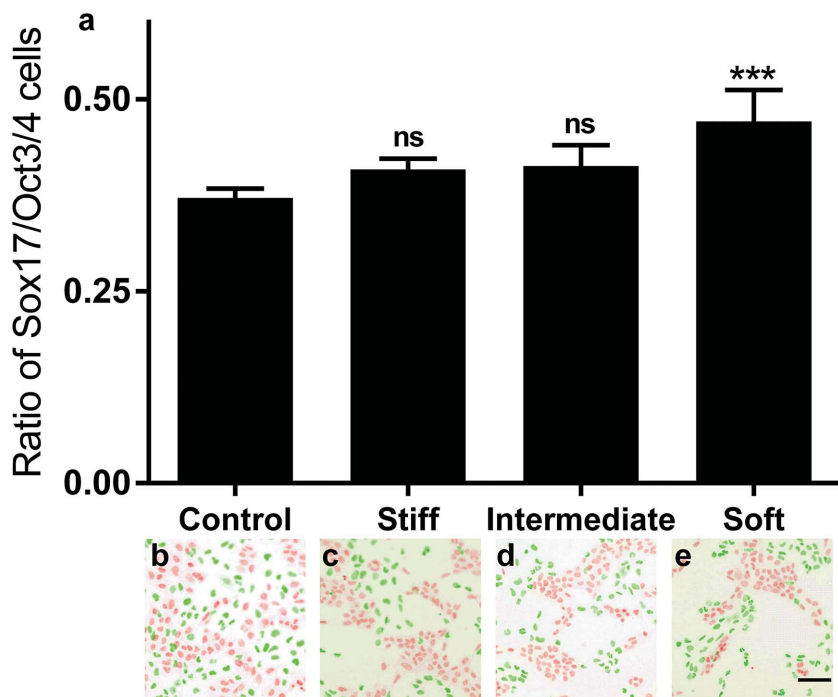 a
Ratio of Sox17/Oct3/4 cells
0.50
0.25
0.00
ns
ns
***
Control Stiff Intermediate Soft
b c d e